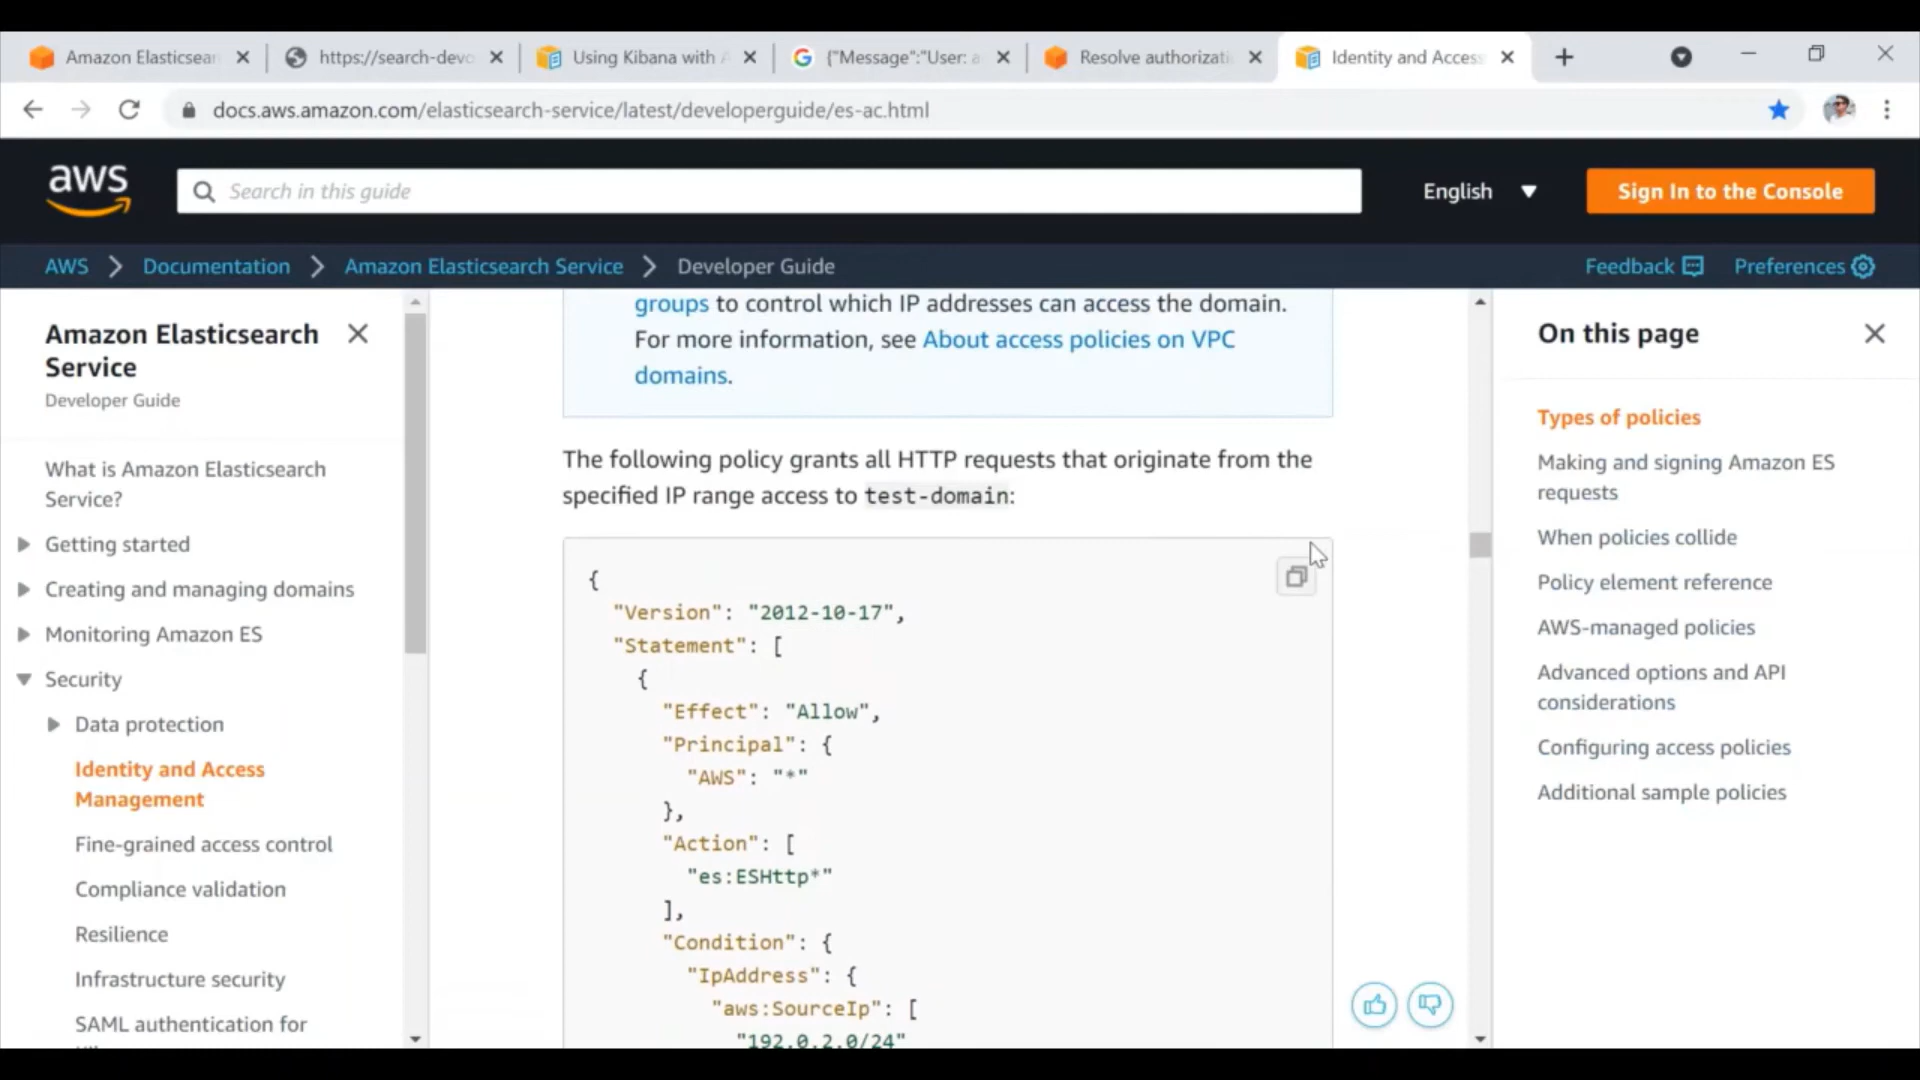 Amazon Elasticsear
https://search-devo
Using Kibana with A
{"Message":"User: a
Resolve authorizati
Identity and Access
docs.aws.amazon.com/elasticsearch-service/latest/developerguide/es-ac.html
aws
Search in this guide
English
Sign In to the Console
AWS
Documentation
Amazon Elasticsearch Service
Developer Guide
Feedback
Preferences
Amazon Elasticsearch
Service
Developer Guide
What is Amazon Elasticsearch
Service?
Getting started
Creating and managing domains
Monitoring Amazon ES
Security
Data protection
Identity and Access
Management
Fine-grained access control
Compliance validation
Resilience
Infrastructure security
SAML authentication for
groups to control which IP addresses can access the domain.
For more information, see About access policies on VPC
domains.
The following policy grants all HTTP requests that originate from the
specified IP range access to test-domain:
{
"Version": "2012-10-17",
"Statement": [
{
"Effect": "Allow",
"Principal": {
"AWS": "*"
},
"Action": [
"es:ESHttp*"
],
"Condition": {
"IpAddress": {
"aws:SourceIp": [
"192.0.2.0/24"
On this page
Types of policies
Making and signing Amazon ES
requests
When policies collide
Policy element reference
AWS-managed policies
Advanced options and API
considerations
Configuring access policies
Additional sample policies